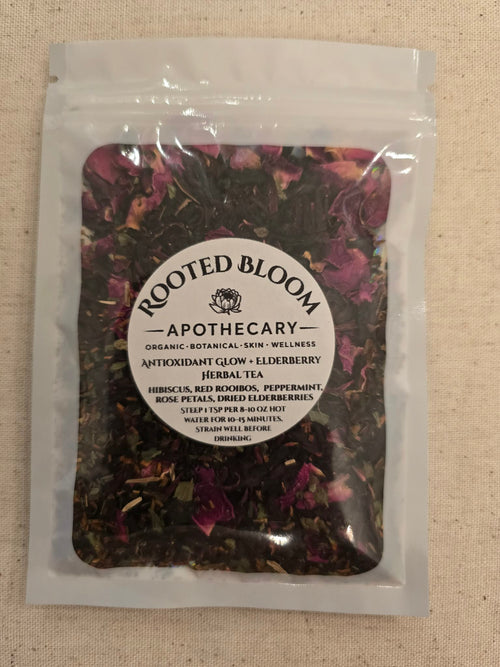 ROOTED BLOOM
APOTHECARY
ORGANIC • BOTANICAL • SKIN • WELLNESS
ANTIOXIDANT GLOW + ELDERBERRY
HERBAL TEA
HIBISCUS, RED ROOIBOS, PEPPERMINT,
ROSE PETALS, DRIED ELDERBERRIES
STEEP 1 TSP PER 8-10 OZ HOT
WATER FOR 10-15 MINUTES.
STRAIN WELL BEFORE
DRINKING